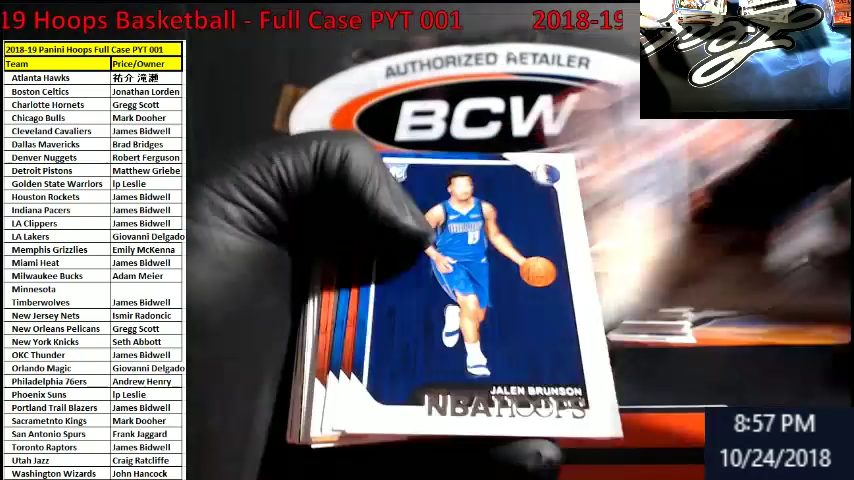 19 Hoops Basketball - Full Case PYT 001 2018-19
2018-19 Panini Hoops Full Case PYT 001
Team Price/Owner
Atlanta Hawks 祐介 滝瀬
Boston Celtics Jonathan Lorden
Charlotte Hornets Gregg Scott
Chicago Bulls Mark Dooher
Cleveland Cavaliers James Bidwell
Dallas Mavericks Brad Bridges
Denver Nuggets Robert Ferguson
Detroit Pistons Matthew Griebe
Golden State Warriors lp Leslie
Houston Rockets James Bidwell
Indiana Pacers James Bidwell
LA Clippers James Bidwell
LA Lakers Giovanni Delgado
Memphis Grizzlies Emily McKenna
Miami Heat James Bidwell
Milwaukee Bucks Adam Meier
Minnesota
Timberwolves James Bidwell
New Jersey Nets Ismir Radoncic
New Orleans Pelicans Gregg Scott
New York Knicks Seth Abbott
OKC Thunder James Bidwell
Orlando Magic Giovanni Delgado
Philadelphia 76ers Andrew Henry
Phoenix Suns lp Leslie
Portland Trail Blazers James Bidwell
Sacrametnto Kings Mark Dooher
San Antonio Spurs Frank Jaggard
Toronto Raptors James Bidwell
Utah Jazz Craig Ratcliffe
Washington Wizards John Hancock
AUTHORIZED RETAILER
BCW
JALEN BRUNSON
NBA HOOPS
8:57 PM
10/24/2018